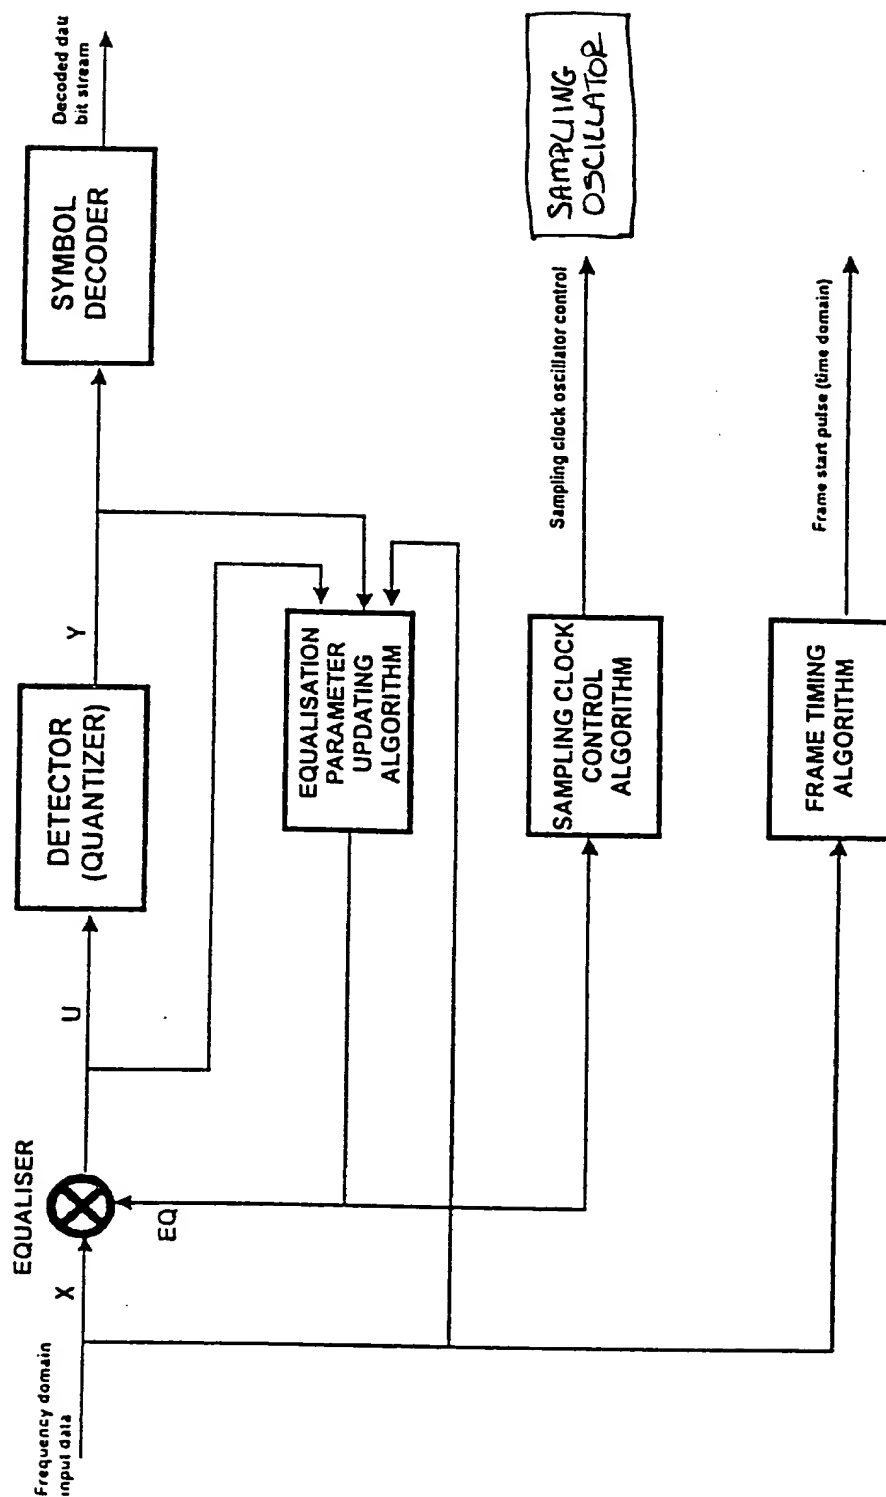 Frequency domain
input data
X
EQUALISER
EQ
U
DETECTOR
(QUANTIZER)
Y
SYMBOL
DECODER
Decoded data
bit stream
EQUALISATION
PARAMETER
UPDATING
ALGORITHM
SAMPLING CLOCK
CONTROL
ALGORITHM
Sampling clock oscillator control
SAMPLIING
OSCILLATOR
FRAME TIMING
ALGORITHM
Frame start pulse (time domain)